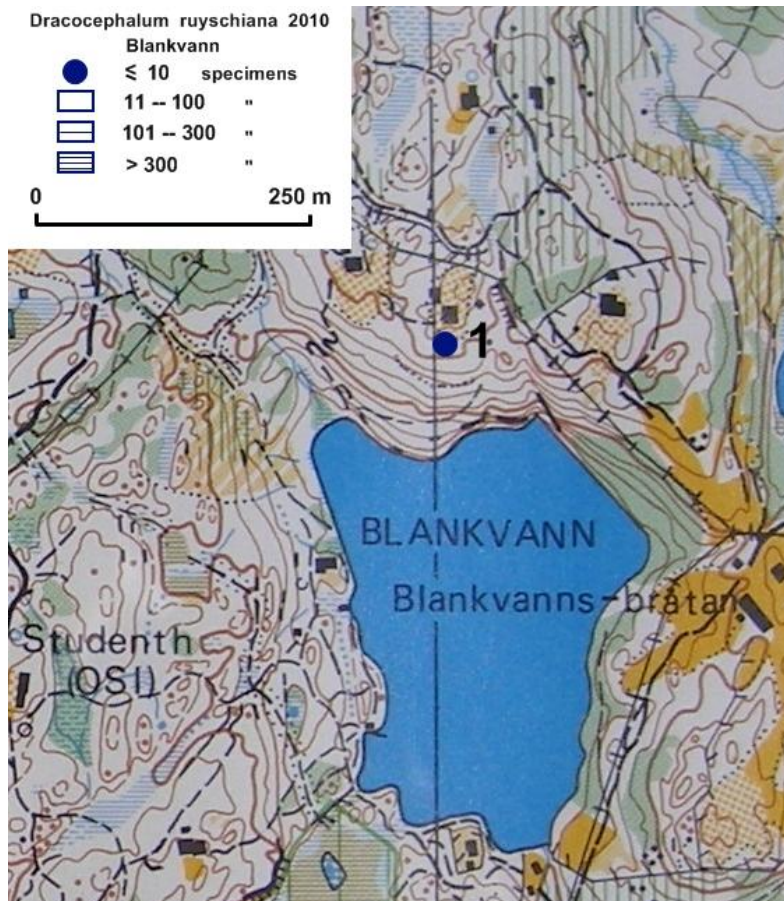 Dracocephalum ruyschiana 2010
Blankvann
≤ 10 specimens
11 -- 100 "
101 -- 300 "
> 300 "
0 250 m
1
BLANKVANN
Blankvanns-bråtan
Studenth
(OSI)